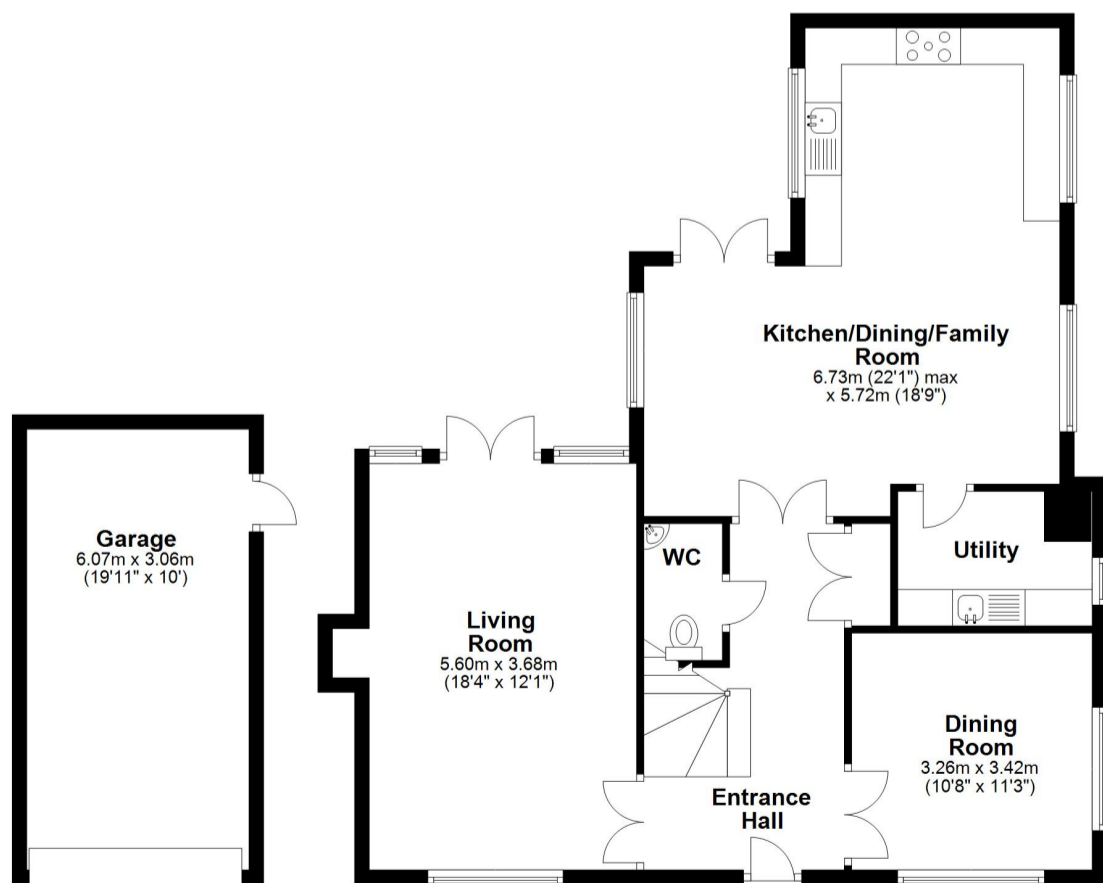 Kitchen/Dining/Family
Room
6.73m (22'1") max
x 5.72m (18'9")
Garage
6.07m x 3.06m
(19'11" x 10')
WC
Utility
Living
Room
5.60m x 3.68m
(18'4" x 12'1")
Dining
Room
3.26m x 3.42m
(10'8" x 11'3")
Entrance
Hall